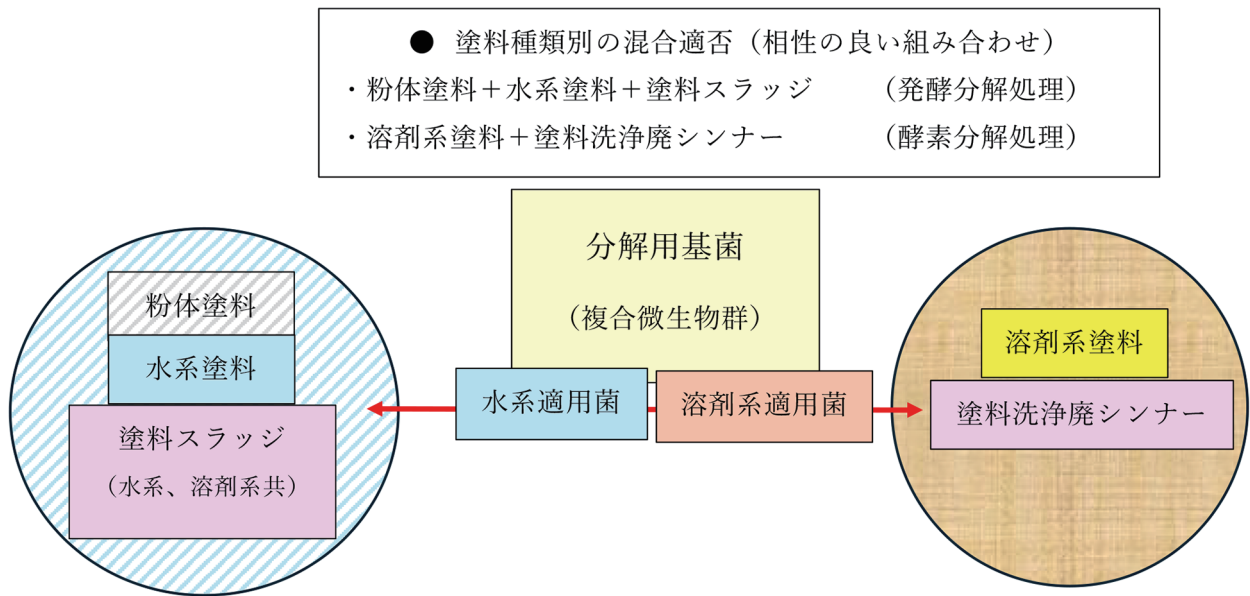 ● 塗料種類別の混合適否（相性の良い組み合わせ）
・粉体塗料＋水系塗料＋塗料スラッジ （発酵分解処理）
・溶剤系塗料＋塗料洗浄廃シンナー （酵素分解処理）
分解用基菌
（複合微生物群）
粉体塗料
水系塗料
塗料スラッジ
（水系、溶剤系共）
水系適用菌
溶剤系適用菌
溶剤系塗料
塗料洗浄廃シンナー